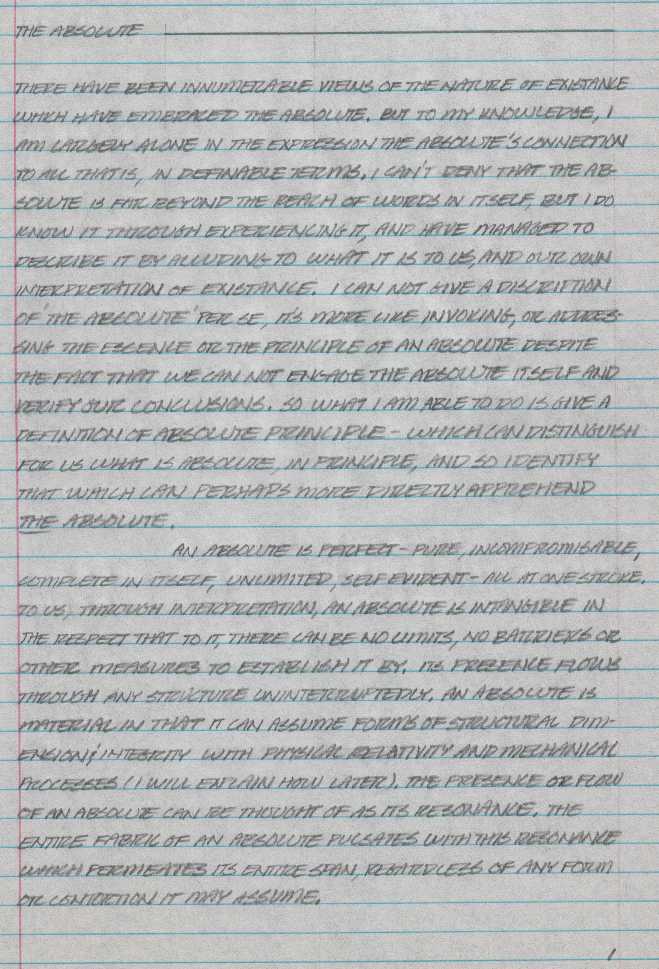 THE ABSOLUTE
THERE HAVE BEEN INNUMERABLE VIEWS OF THE NATURE OF EXISTANCE
WHICH HAVE EMBRACED THE ABSOLUTE. BUT TO MY KNOWLEDGE, I
AM LARGELY ALONE IN THE EXPRESSION THE ABSOLUTE'S CONNECTION
TO ALL THAT IS, IN DEFINABLE TERMS. I CAN'T DENY THAT THE AB-
SOLUTE IS FAR BEYOND THE REACH OF WORDS IN ITSELF, BUT I DO
KNOW IT THROUGH EXPERIENCING IT, AND HAVE MANAGED TO
DESCRIBE IT BY ALLUDING TO WHAT IT IS TO US, AND OUR OWN
INTERPRETATION OF EXISTANCE. I CAN NOT GIVE A DISCRIPTION
OF 'THE ABSOLUTE' PER SE, ITS MORE LIKE INVOKING, OR ADDRES-
SING THE ESSENCE OR THE PRINCIPLE OF AN ABSOLUTE DESPITE
THE FACT THAT WE CAN NOT ENGAGE THE ABSOLUTE ITSELF AND
VERIFY OUR CONCLUSIONS. SO WHAT I AM ABLE TO DO IS GIVE A
DEFINITION OF ABSOLUTE PRINCIPLE - WHICH CAN DISTINGUISH
FOR US WHAT IS ABSOLUTE, IN PRINCIPLE, AND SO IDENTIFY
THAT WHICH CAN PERHAPS MORE DIRECTLY APPREHEND
THE ABSOLUTE.
AN ABSOLUTE IS PERFECT - PURE, INCOMPROMISABLE,
COMPLETE IN ITSELF, UNLIMITED, SELF EVIDENT - ALL AT ONE STROKE.
TO US, THROUGH INTERPRETATION, AN ABSOLUTE IS INTANGIBLE IN
THE RESPECT THAT TO IT, THERE CAN BE NO LIMITS, NO BARRIERS OR
OTHER MEASURES TO ESTABLISH IT BY. ITS PRESENCE FLOWS
THROUGH ANY STRUCTURE UNINTERRUPTEDLY. AN ABSOLUTE IS
MATERIAL IN THAT IT CAN ASSUME FORMS OF STRUCTURAL DIM-
ENSION & INTEGRITY WITH PHYSICAL RELATIVITY AND MECHANICAL
PROCESSES (I WILL EXPLAIN HOW LATER). THE PRESENCE OR FLOW
OF AN ABSOLUTE CAN BE THOUGHT OF AS ITS RESONANCE. THE
ENTIRE FABRIC OF AN ABSOLUTE PULSATES WITH THIS RESONANCE
WHICH PERMEATES ITS ENTIRE SPAN, REGARDLESS OF ANY FORM
OR CONTORTION IT MAY ASSUME.
1